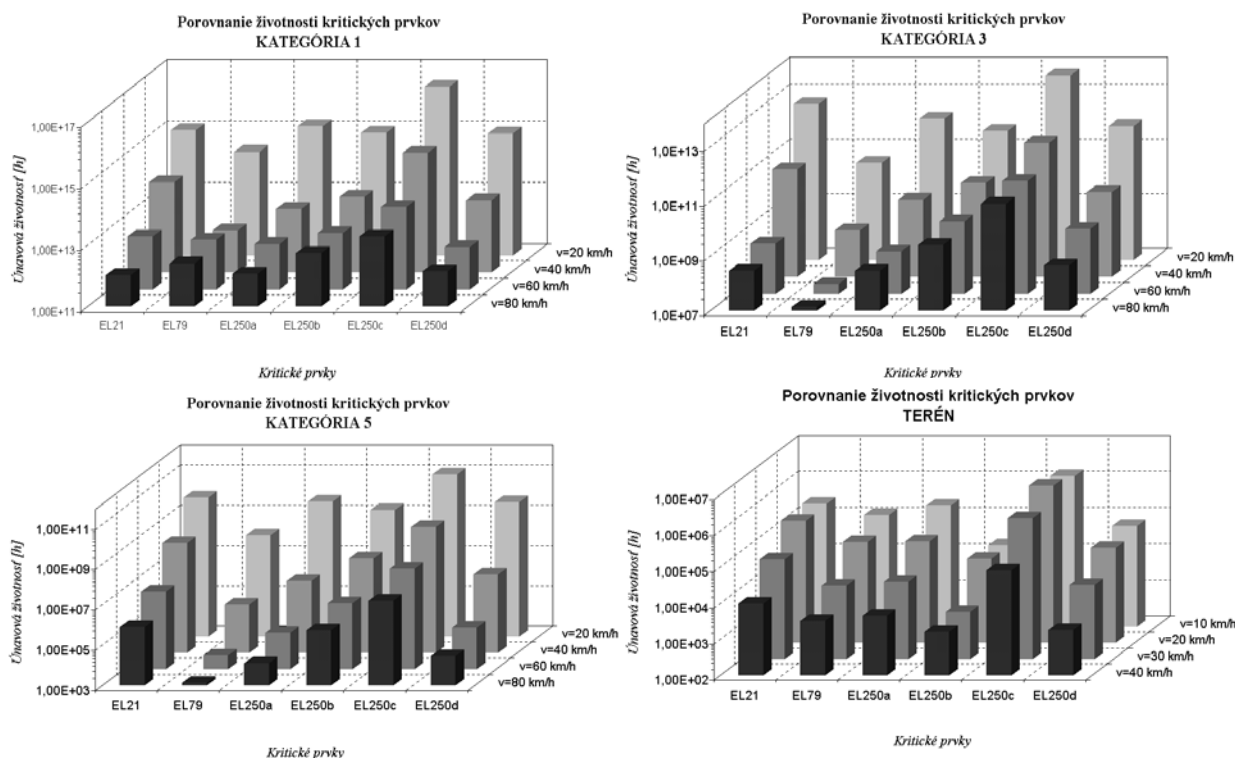 Porovnanie životnosti kritických prvkov
KATEGÓRIA 1
Únavová životnosť [h]
1,00E+17
1,00E+15
1,00E+13
1,00E+11
EL21 EL79 EL250a EL250b EL250c EL250d
v=20 km/h
v=40 km/h
v=60 km/h
v=80 km/h
Kritické prvky
Porovnanie životnosti kritických prvkov
KATEGÓRIA 3
Únavová životnosť [h]
1,0E+13
1,0E+11
1,0E+09
1,0E+07
EL21 EL79 EL250a EL250b EL250c EL250d
v=20 km/h
v=40 km/h
v=60 km/h
v=80 km/h
Kritické prvky
Porovnanie životnosti kritických prvkov
KATEGÓRIA 5
Únavová životnosť [h]
1,00E+11
1,00E+09
1,00E+07
1,00E+05
1,00E+03
EL21 EL79 EL250a EL250b EL250c EL250d
v=20 km/h
v=40 km/h
v=60 km/h
v=80 km/h
Kritické prvky
Porovnanie životnosti kritických prvkov
TERÉN
Únavová životnosť [h]
1,00E+07
1,00E+06
1,00E+05
1,00E+04
1,00E+03
1,00E+02
EL21 EL79 EL250a EL250b EL250c EL250d
v=10 km/h
v=20 km/h
v=30 km/h
v=40 km/h
Kritické prvky